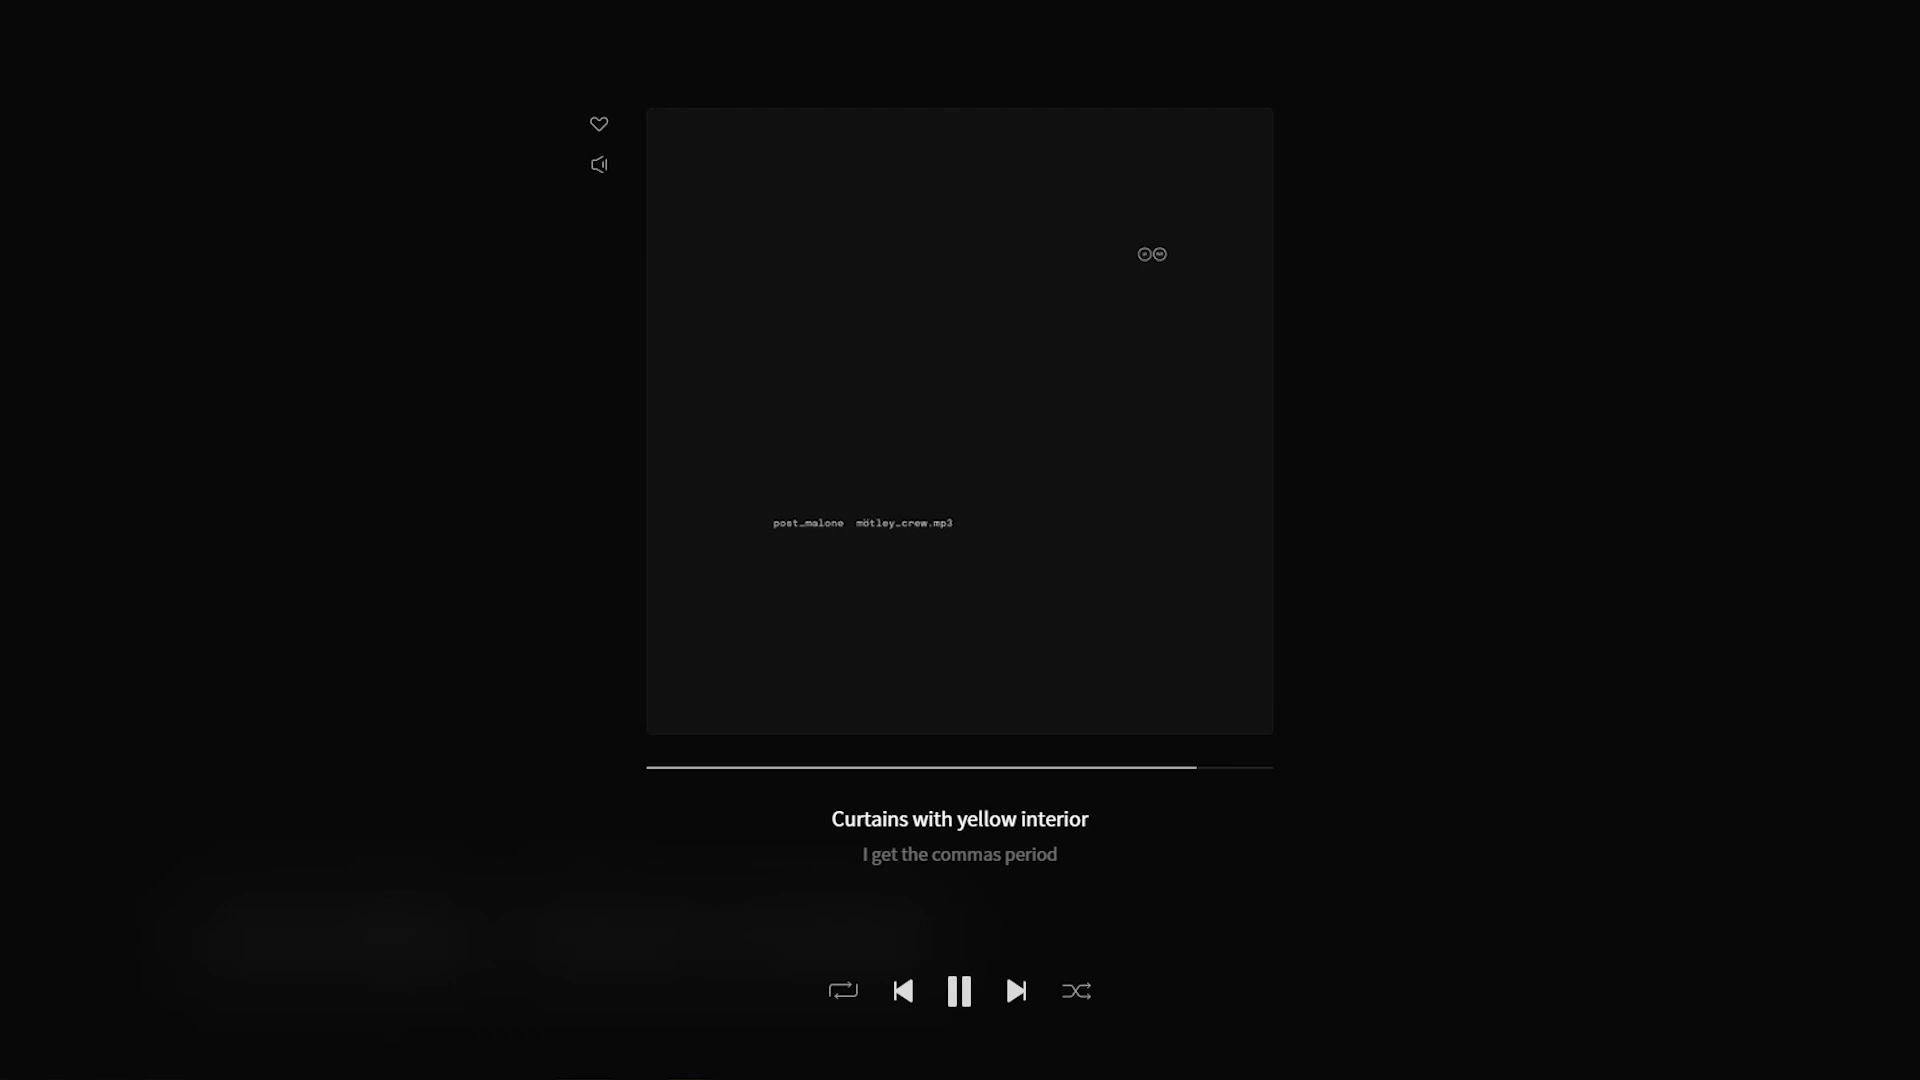 post_malone mötley_crew.mp3
Curtains with yellow interior
I get the commas period